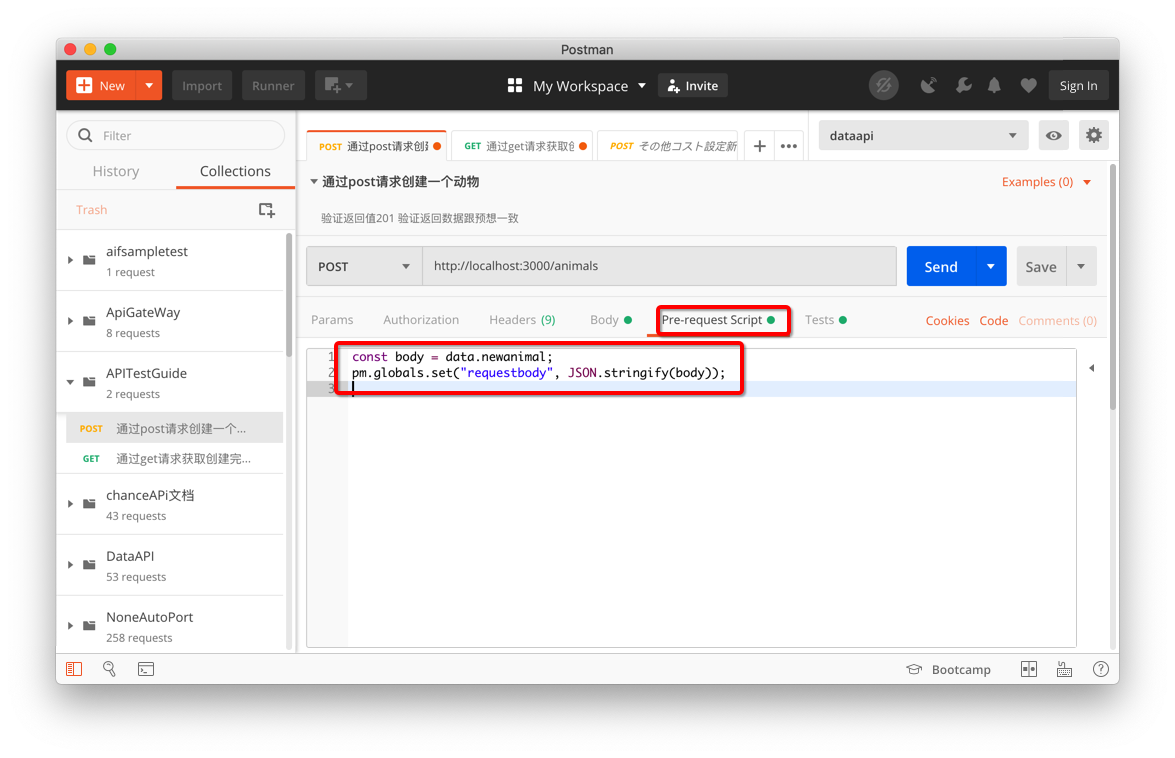 Postman
New Import Runner My Workspace Invite Sign In
Filter
History Collections
Trash
aifsampletest
1 request
ApiGateWay
8 requests
APITestGuide
2 requests
POST 通过post请求创建一个...
GET 通过get请求获取创建完...
chanceAPi文档
43 requests
DataAPI
53 requests
NoneAutoPort
258 requests
POST 通过post请求创 GET 通过get请求获取创 POST その他コスト設定新 dataapi
通过post请求创建一个动物 Examples (0)
验证返回值201 验证返回数据跟预想一致
POST http://localhost:3000/animals Send Save
Params Authorization Headers (9) Body Pre-request Script Tests Cookies Code Comments (0)
1 const body = data.newanimal;
2 pm.globals.set("requestbody", JSON.stringify(body));
3
Bootcamp